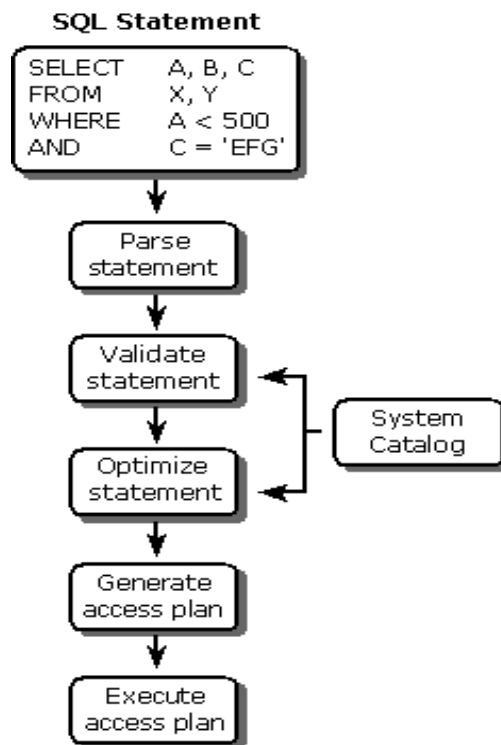 SQL Statement
SELECT A, B, C
FROM X, Y
WHERE A < 500
AND C = 'EFG'
Parse
statement
Validate
statement
System
Catalog
Optimize
statement
Generate
access plan
Execute
access plan